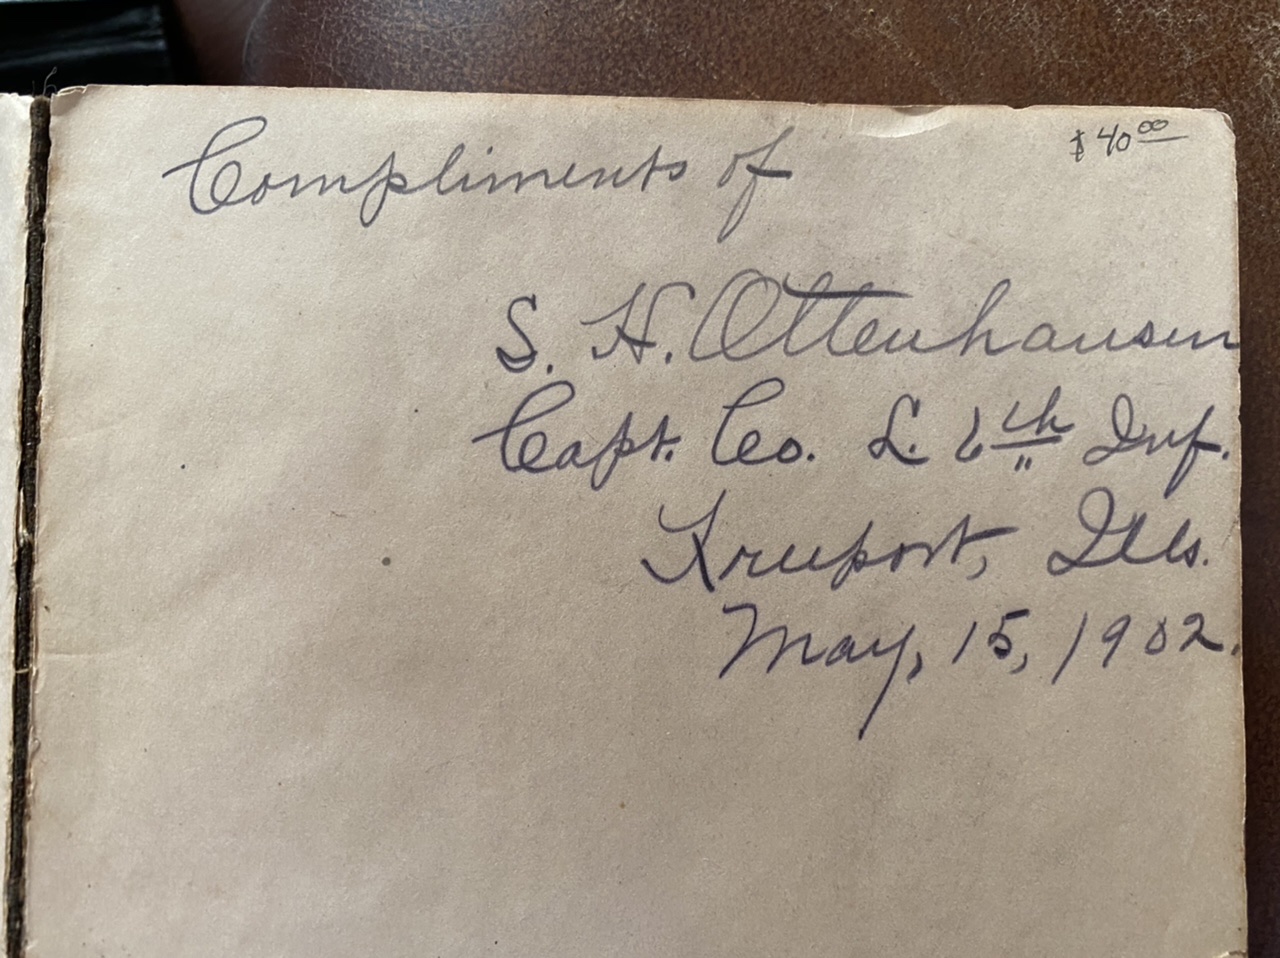 $40.00
Compliments of
S. H. Ottenhausen
Capt. Co. L. 6th Inf.
Freeport, Ills.
May, 15, 1902.